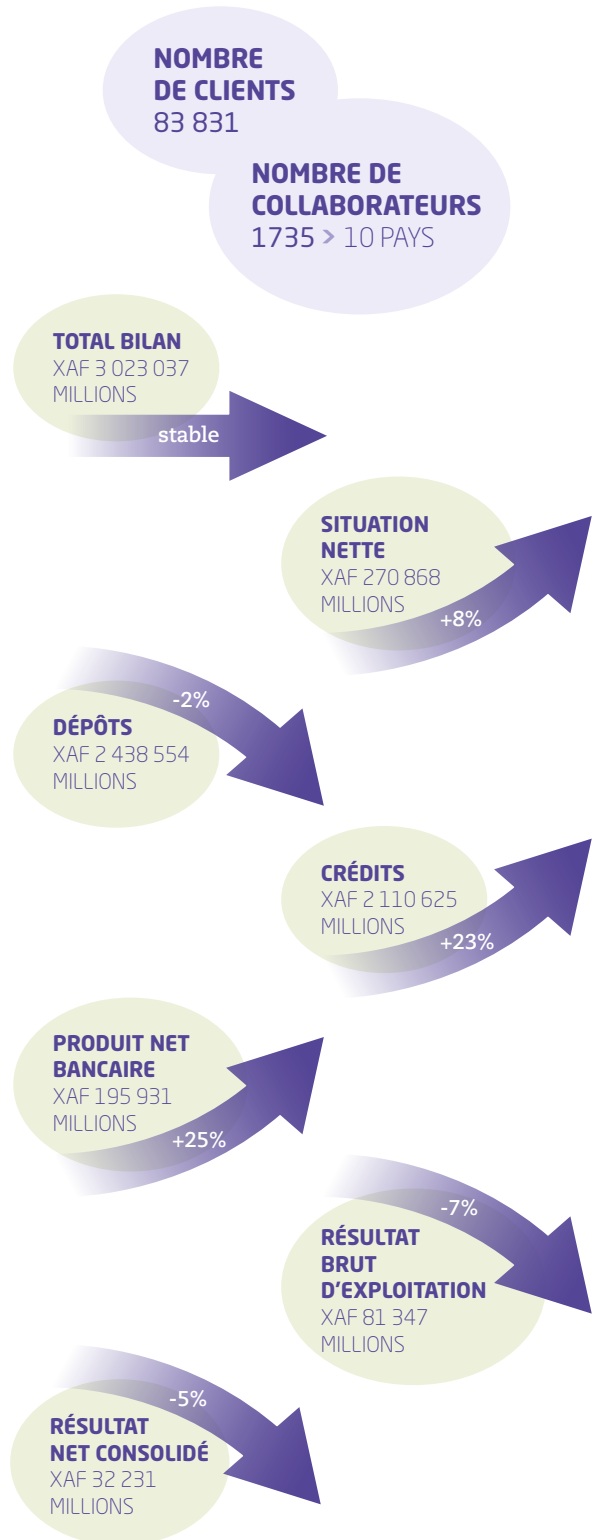 NOMBRE
DE CLIENTS
83 831
NOMBRE DE
COLLABORATEURS
1735 > 10 PAYS
TOTAL BILAN
XAF 3 023 037
MILLIONS
stable
SITUATION
NETTE
XAF 270 868
MILLIONS
+8%
-2%
DÉPÔTS
XAF 2 438 554
MILLIONS
CRÉDITS
XAF 2 110 625
MILLIONS
+23%
PRODUIT NET
BANCAIRE
XAF 195 931
MILLIONS
+25%
-7%
RÉSULTAT
BRUT
D'EXPLOITATION
XAF 81 347
MILLIONS
-5%
RÉSULTAT
NET CONSOLIDÉ
XAF 32 231
MILLIONS